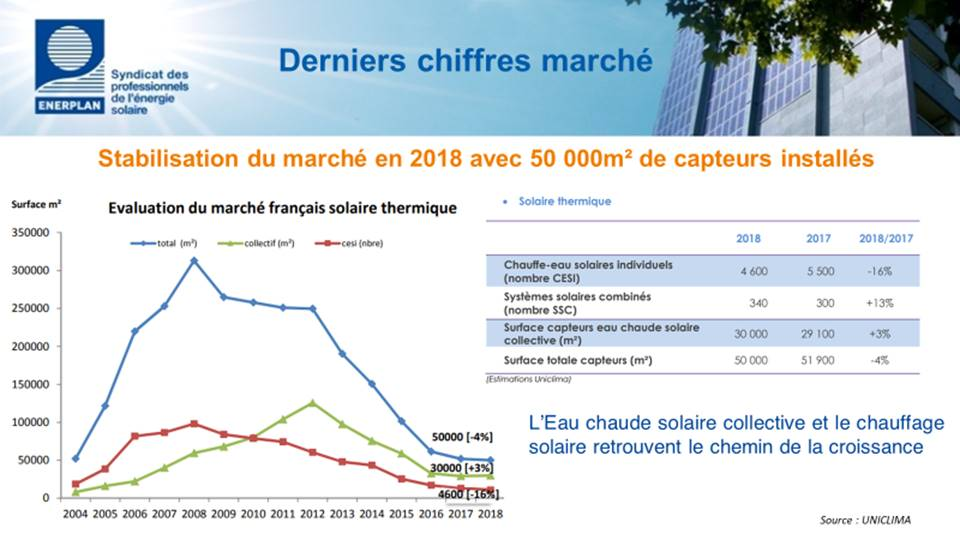 Derniers chiffres marché
ENERPLAN
Syndicat des
professionnels
de l'énergie
solaire
Stabilisation du marché en 2018 avec 50 000m² de capteurs installés
Surface m²
Evaluation du marché français solaire thermique
total (m²) collectif (m²) cesi (nbre)
350000
300000
250000
200000
150000
100000
50000
0
50000 [-4%]
30000 [+3%]
4600 [-16%]
2004 2005 2006 2007 2008 2009 2010 2011 2012 2013 2014 2015 2016 2017 2018
• Solaire thermique
2018 2017 2018/2017
Chauffe-eau solaires individuels
(nombre CESI) 4 600 5 500 -16%
Systèmes solaires combinés
(nombre SSC) 340 300 +13%
Surface capteurs eau chaude solaire
collective (m²) 30 000 29 100 +3%
Surface totale capteurs (m²) 50 000 51 900 -4%
(Estimations Uniclima)
L'Eau chaude solaire collective et le chauffage
solaire retrouvent le chemin de la croissance
Source : UNICLIMA